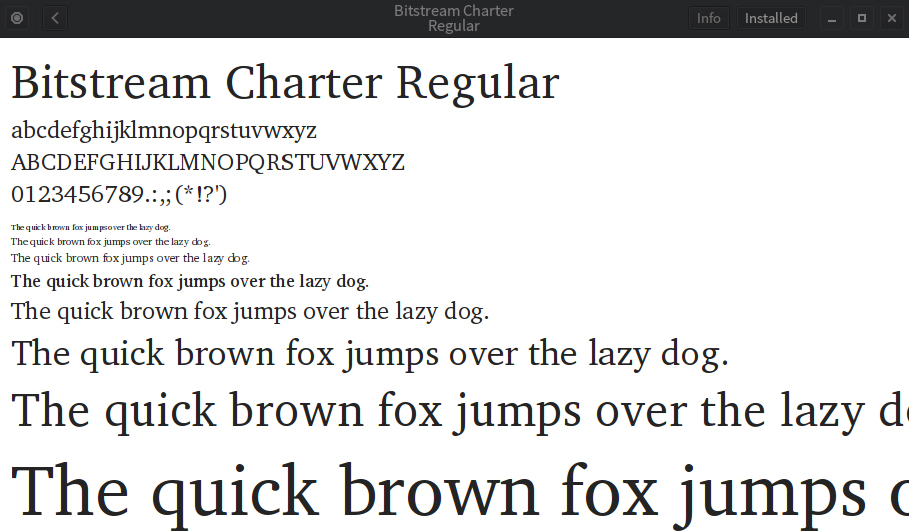 Bitstream Charter
Regular
Info
Installed
Bitstream Charter Regular
abcdefghijklmnopqrstuvwxyz
ABCDEFGHIJKLMNOPQRSTUVWXYZ
0123456789.:,;(*!?')
The quick brown fox jumps over the lazy dog.
The quick brown fox jumps over the lazy dog.
The quick brown fox jumps over the lazy dog.
The quick brown fox jumps over the lazy dog.
The quick brown fox jumps over the lazy dog.
The quick brown fox jumps over the lazy dog.
The quick brown fox jumps over the lazy d
The quick brown fox jumps